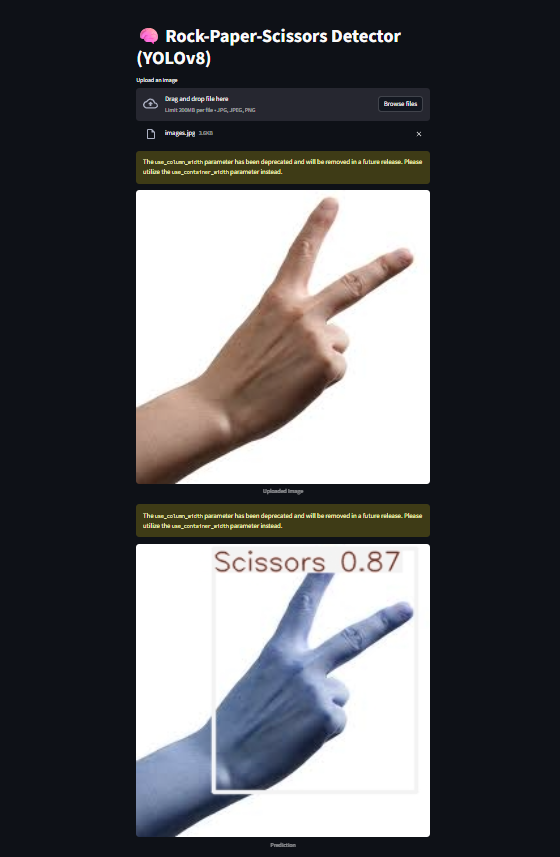 🧠 Rock-Paper-Scissors Detector
(YOLOv8)
Upload an image
Drag and drop file here
Limit 200MB per file • JPG, JPEG, PNG
Browse files
images.jpg 3.6KB
The use_column_width parameter has been deprecated and will be removed in a future release. Please
utilize the use_container_width parameter instead.
Uploaded Image
The use_column_width parameter has been deprecated and will be removed in a future release. Please
utilize the use_container_width parameter instead.
Scissors 0.87
Prediction